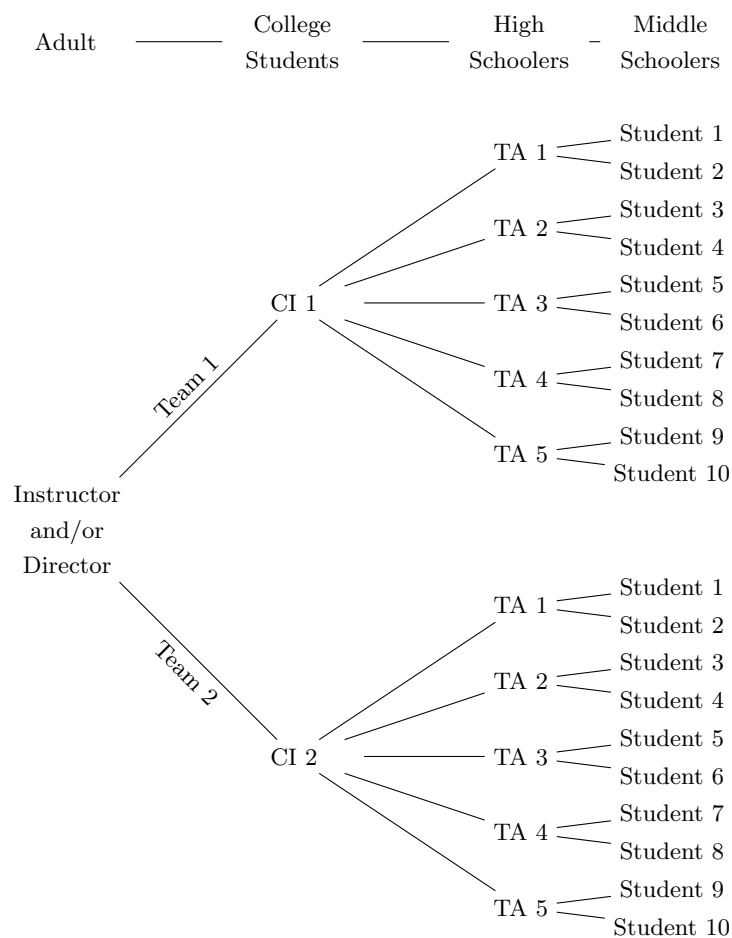 Adult
College
Students
High
Schoolers
Middle
Schoolers
Instructor
and/or
Director
Team 1
CI 1
TA 1
Student 1
Student 2
TA 2
Student 3
Student 4
TA 3
Student 5
Student 6
TA 4
Student 7
Student 8
TA 5
Student 9
Student 10
Team 2
CI 2
TA 1
Student 1
Student 2
TA 2
Student 3
Student 4
TA 3
Student 5
Student 6
TA 4
Student 7
Student 8
TA 5
Student 9
Student 10